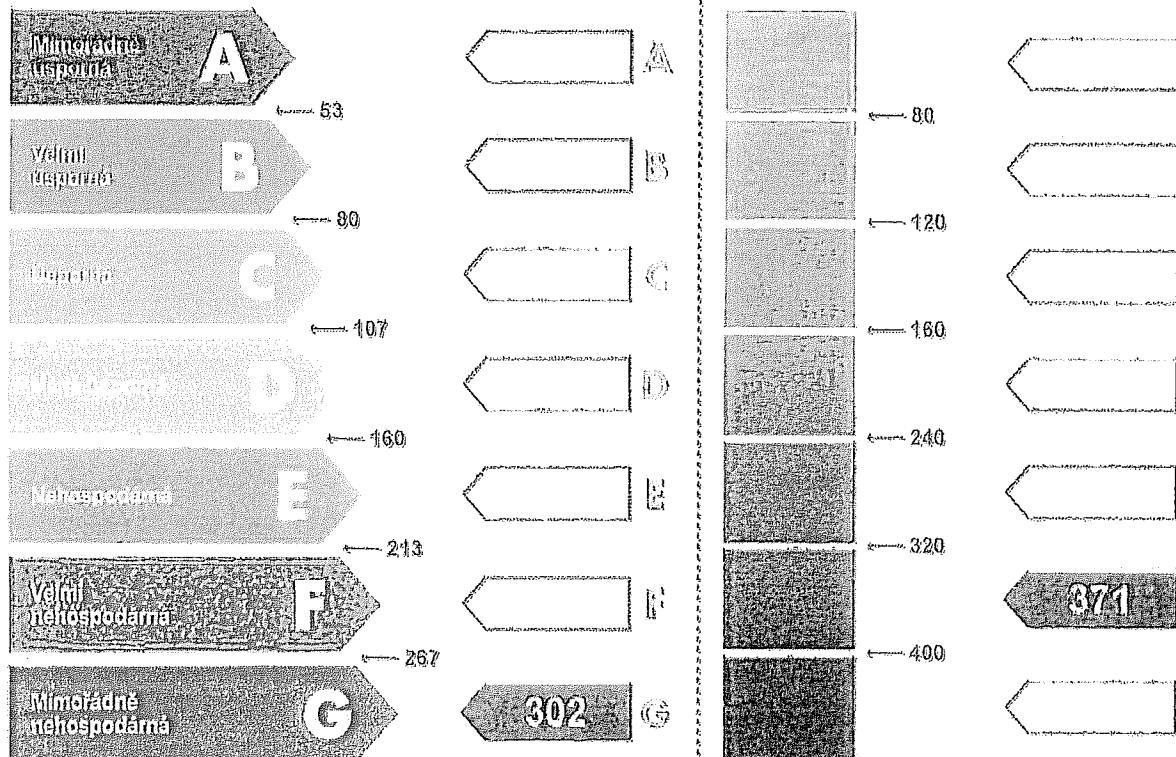 Mimořádně
úsporná
A
A
53
80
Velmi
úsporná
B
B
80
120
Úsporná
C
C
107
160
D
D
160
240
Nehospodárná
E
E
213
320
Velmi
nehospodárná
F
F
371
267
400
Mimořádně
nehospodárná
G
302
G